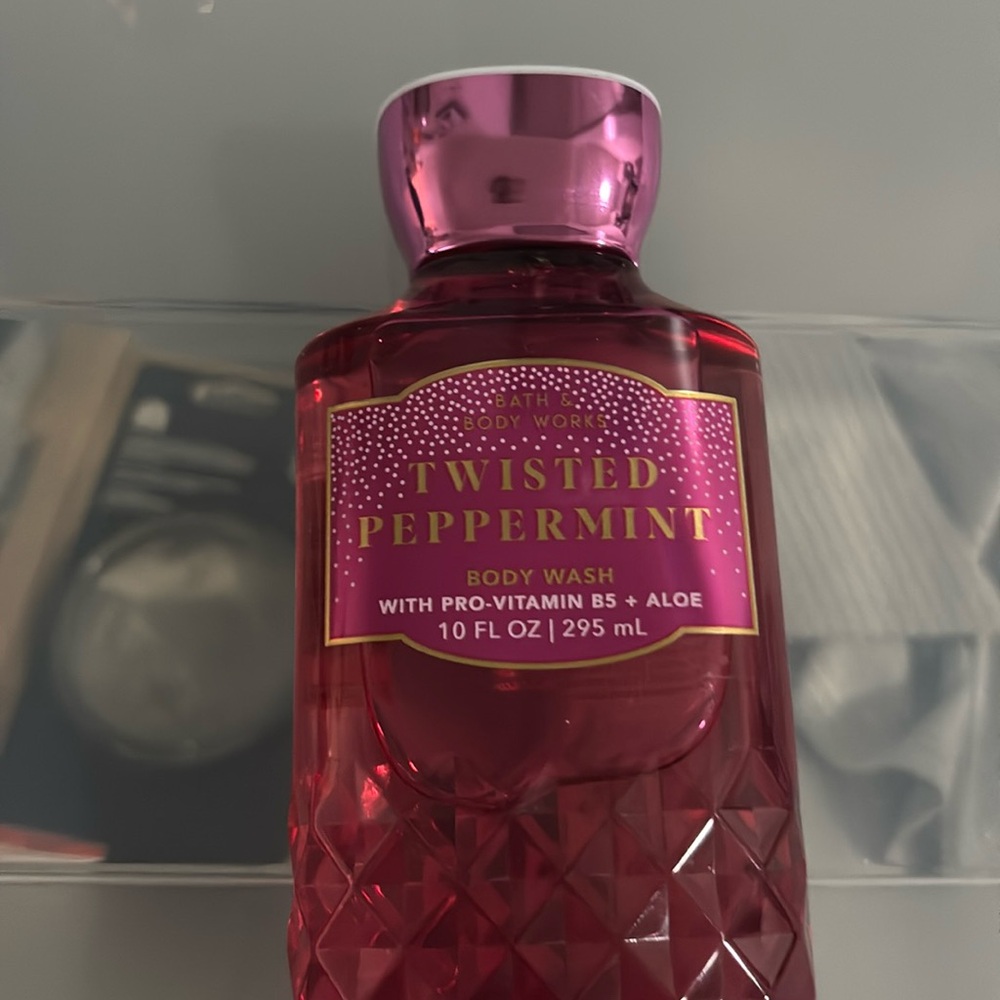 BATH &
BODY WORKS
TWISTED
PEPPERMINT
BODY WASH
WITH PRO-VITAMIN B5 + ALOE
10 FL OZ | 295 mL